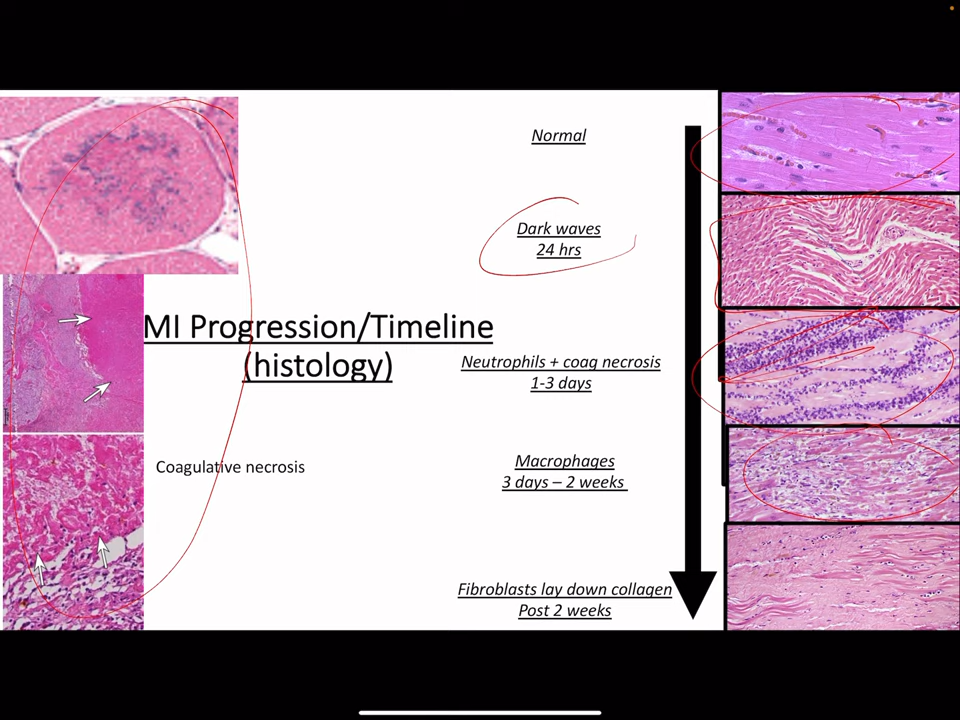 Normal
Dark waves
24 hrs
MI Progression/Timeline
(histology)
Neutrophils + coag necrosis
1-3 days
Coagulative necrosis
Macrophages
3 days – 2 weeks
Fibroblasts lay down collagen
Post 2 weeks